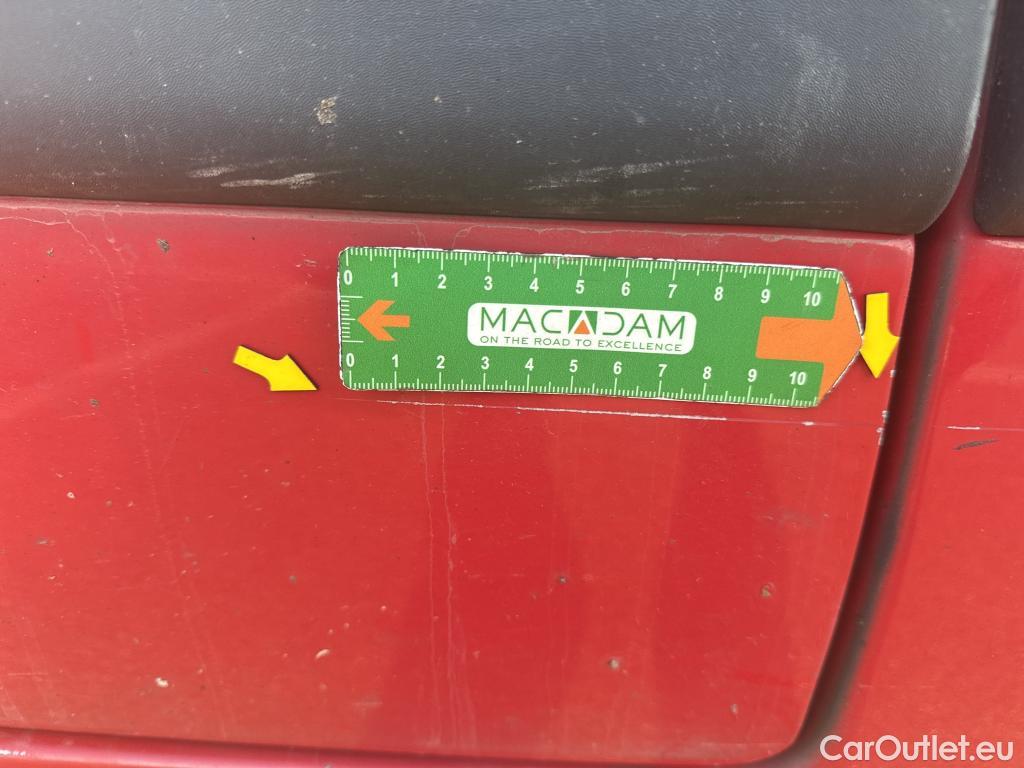 0 1 2 3 4 5 6 7 8 9 10
MACADAM
ON THE ROAD TO EXCELLENCE
0 1 2 3 4 5 6 7 8 9 10
CarOutlet.eu